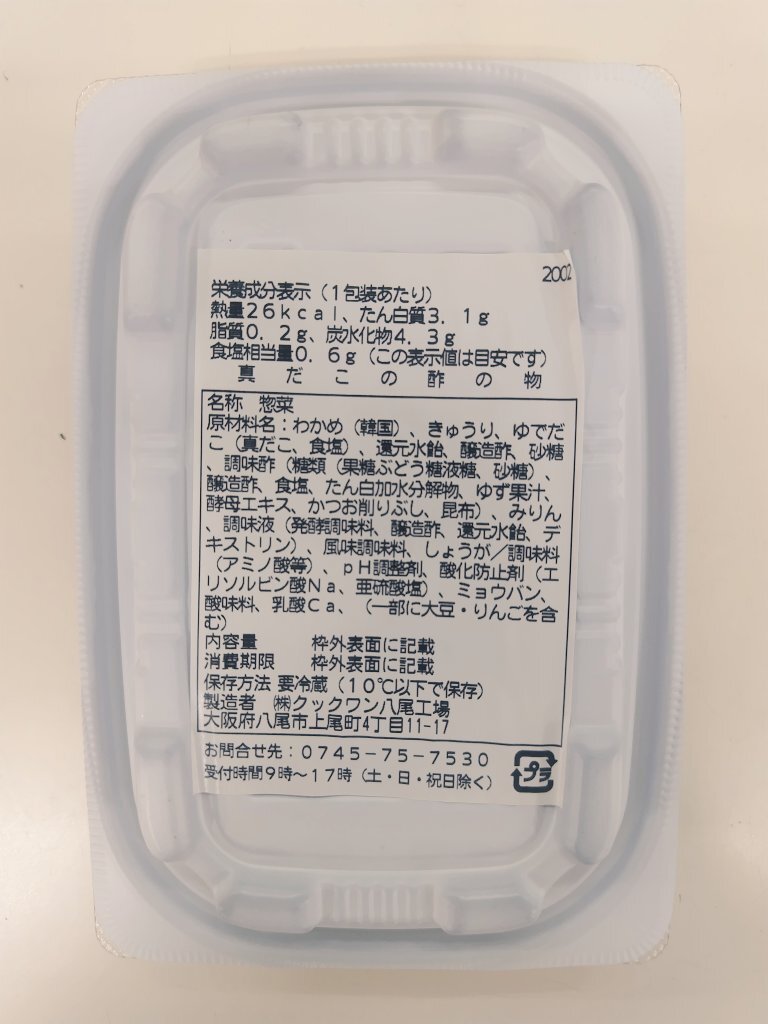 2002
栄養成分表示（1包装あたり）
熱量26kcal、たん白質3.1g
脂質0.2g、炭水化物4.3g
食塩相当量0.6g（この表示値は目安です）
真だこの酢の物
名称 惣菜
原材料名：わかめ（韓国）、きゅうり、ゆでだ
こ（真だこ、食塩）、還元水飴、醸造酢、砂糖
、調味酢（糖類（果糖ぶどう糖液糖、砂糖）、
醸造酢、食塩、たん白加水分解物、ゆず果汁、
酵母エキス、かつお削りぶし、昆布）、みりん
、調味液（発酵調味料、醸造酢、還元水飴、デ
キストリン）、風味調味料、しょうが／調味料
（アミノ酸等）、pH調整剤、酸化防止剤（エ
リソルビン酸Na、亜硫酸塩）、ミョウバン、
酸味料、乳酸Ca、（一部に大豆・りんごを含
む）
内容量 枠外表面に記載
消費期限 枠外表面に記載
保存方法 要冷蔵（10℃以下で保存）
製造者 ㈱クックワン八尾工場
大阪府八尾市上尾町4丁目11-17
お問合せ先：0745-75-7530
受付時間9時～17時（土・日・祝日除く）
プラ